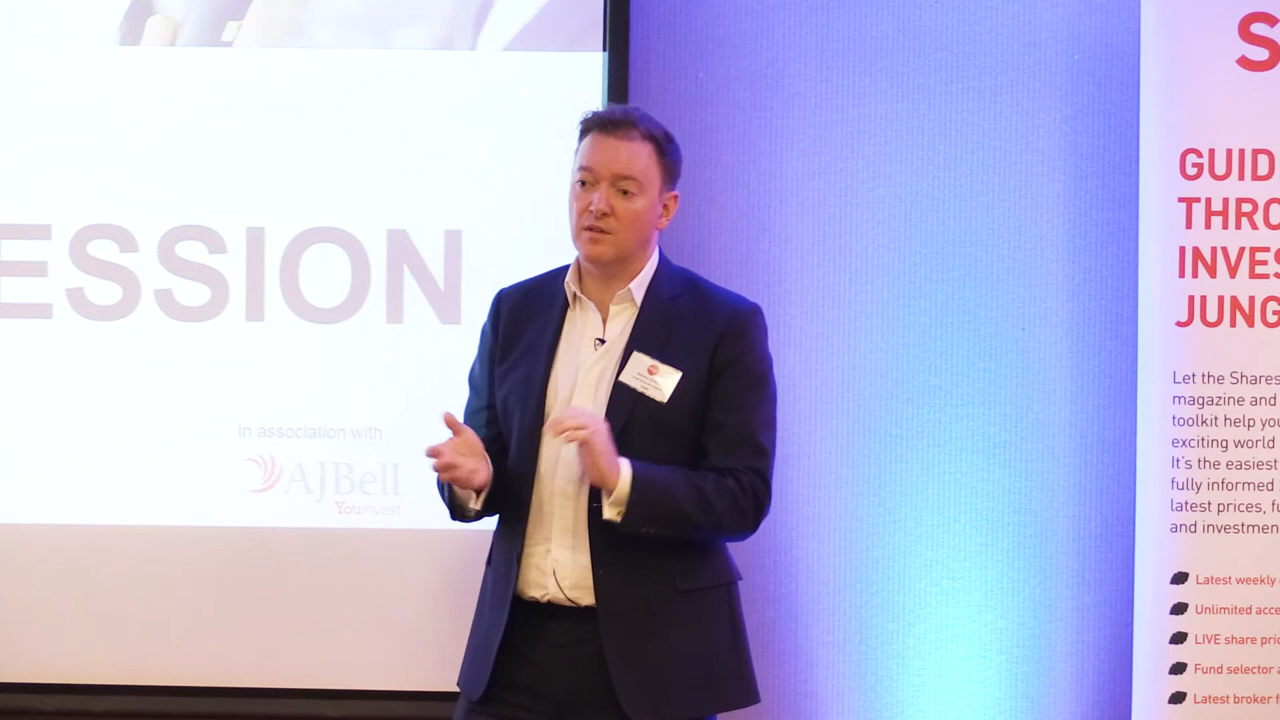 ESSION
In association with
AJBell
Youinvest
S
GUID
THRO
INVES
JUNG
Let the Shares
magazine and
toolkit help you
exciting world
It's the easiest
fully informed
latest prices, fu
and investmen
Latest weekly
Unlimited acce
LIVE share pric
Fund selector a
Latest broker f